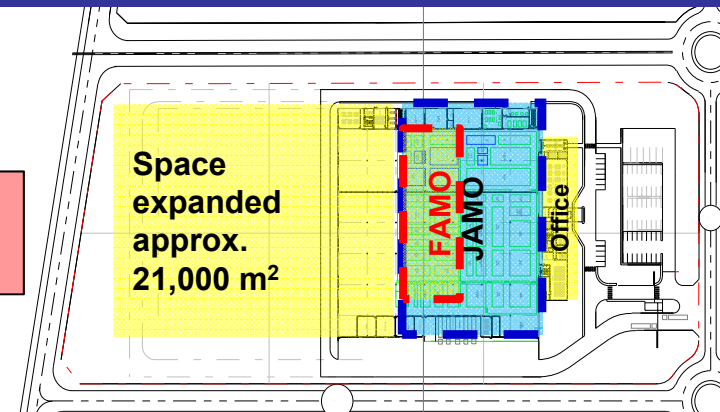 Space
expanded
approx.
21,000 m²
FAMO
JAMO
Office